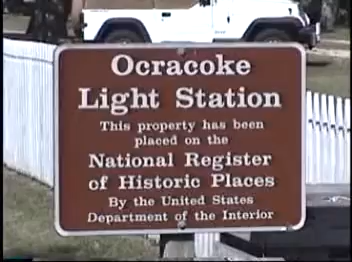 Ocracoke
Light Station
This property has been
placed on the
National Register
of Historic Places
By the United States
Department of the Interior